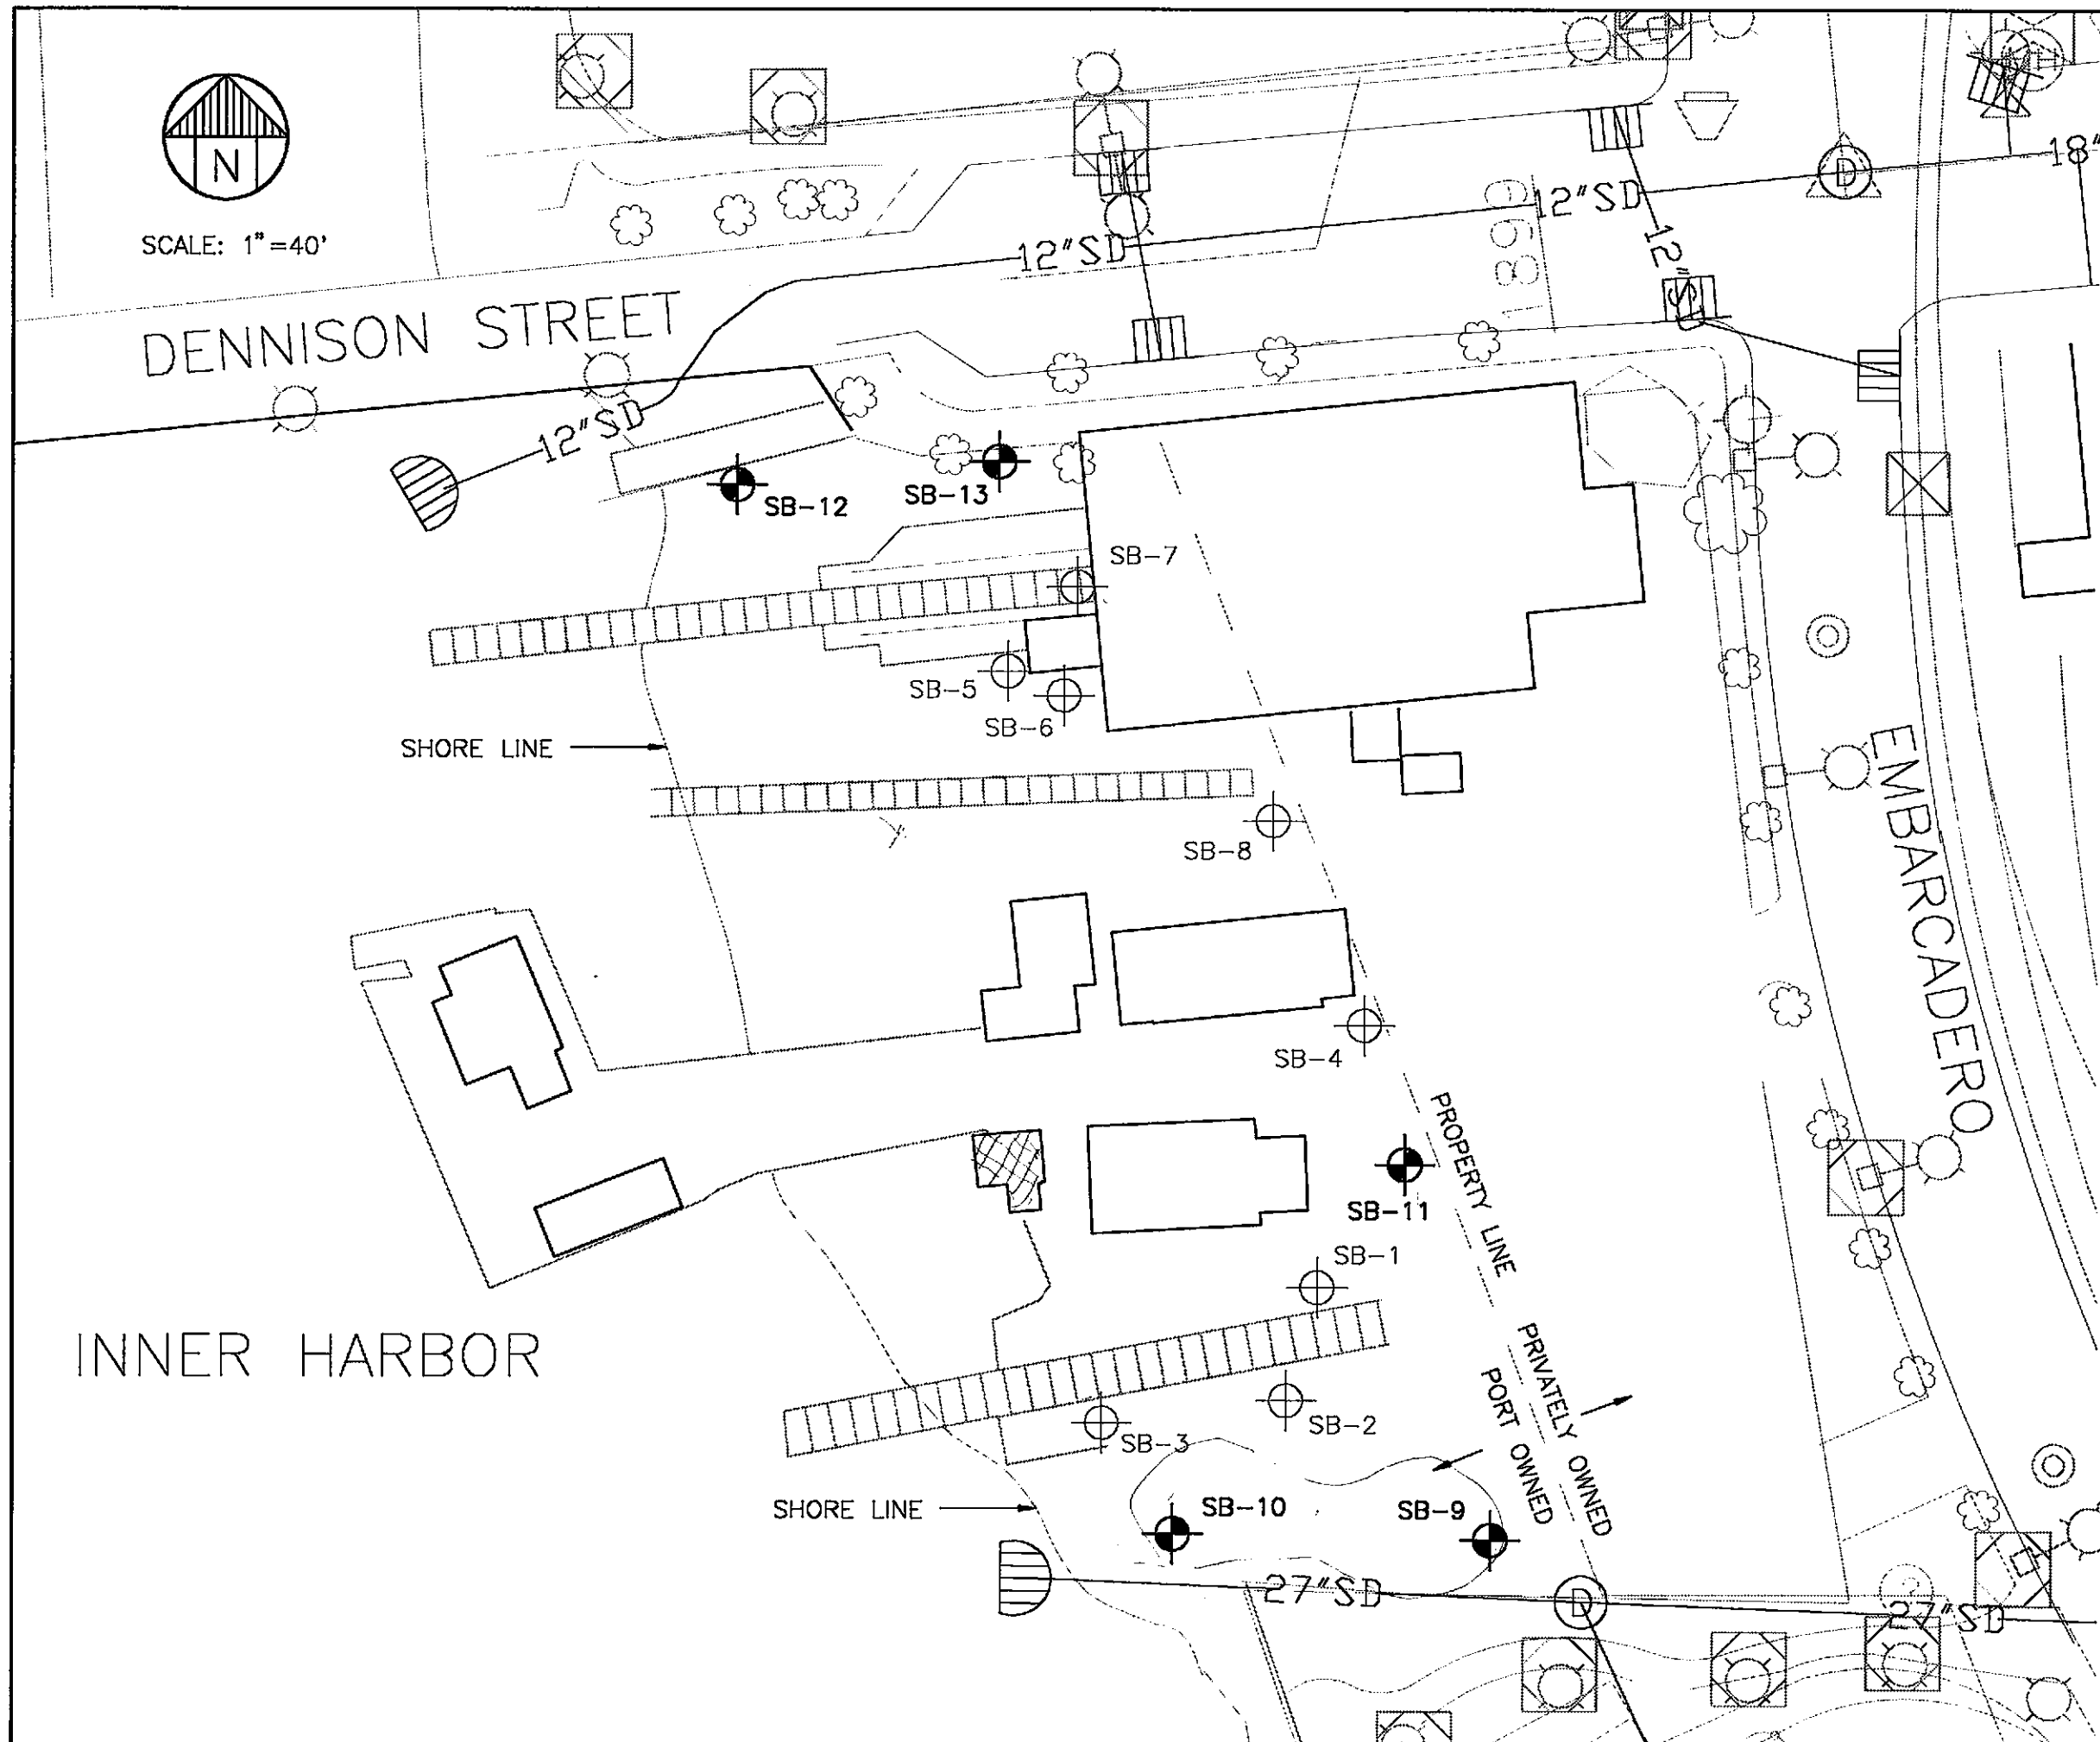 N
SCALE: 1"=40'
DENNISON STREET
12"SD
12"SD
12"SD
12"SD
18"
D
18990
SB-12
SB-13
SB-7
SB-5
SB-6
SHORE LINE
SB-8
EMBARCADERO
SB-4
PROPERTY LINE
SB-11
SB-1
INNER HARBOR
PRIVATELY OWNED
PORT OWNED
SB-2
SB-3
SHORE LINE
SB-10
SB-9
27"SD
D
27"SD